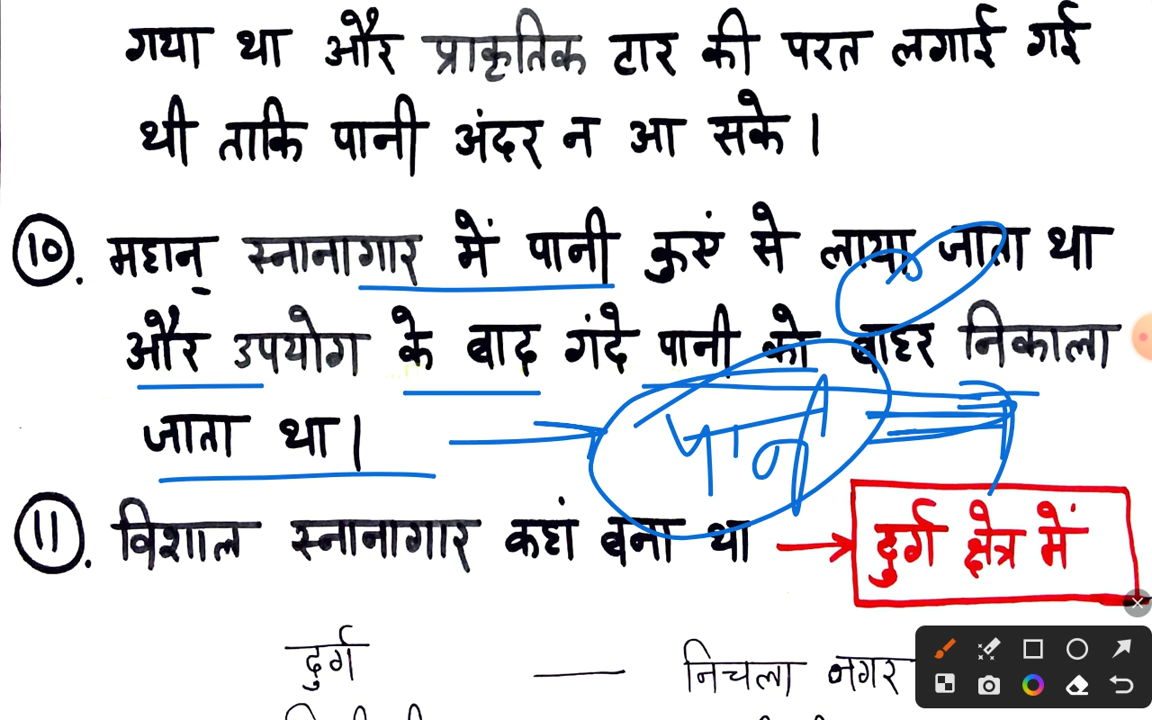 गया था और प्राकृतिक टार की परत लगाई गई
थी ताकि पानी अंदर न आ सके।
10. महान् स्नानागार में पानी कुएं से लाया जाता था
और उपयोग के बाद गंदे पानी को बाहर निकाला
जाता था।
पानी
11. विशाल स्नानागार कहां बना था → दुर्ग क्षेत्र में
दुर्ग — निचला नगर